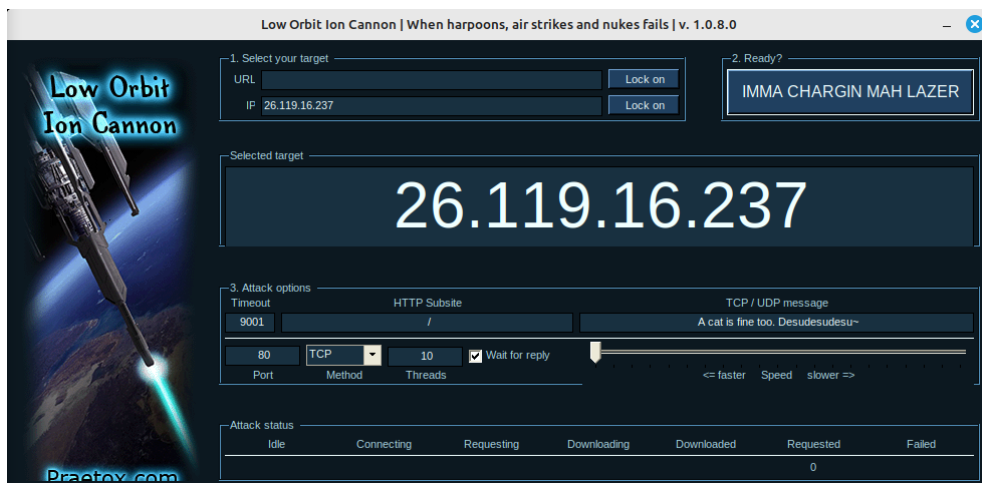 Low Orbit Ion Cannon | When harpoons, air strikes and nukes fails | v. 1.0.8.0
Low Orbit
Ion Cannon
Praetox.com
1. Select your target
URL Lock on
IP 26.119.16.237 Lock on
2. Ready?
IMMA CHARGIN MAH LAZER
Selected target
26.119.16.237
3. Attack options
Timeout HTTP Subsite TCP / UDP message
9001 / A cat is fine too. Desudesudesu~
80 TCP 10 Wait for reply
Port Method Threads <= faster Speed slower =>
Attack status
Idle Connecting Requesting Downloading Downloaded Requested Failed
0